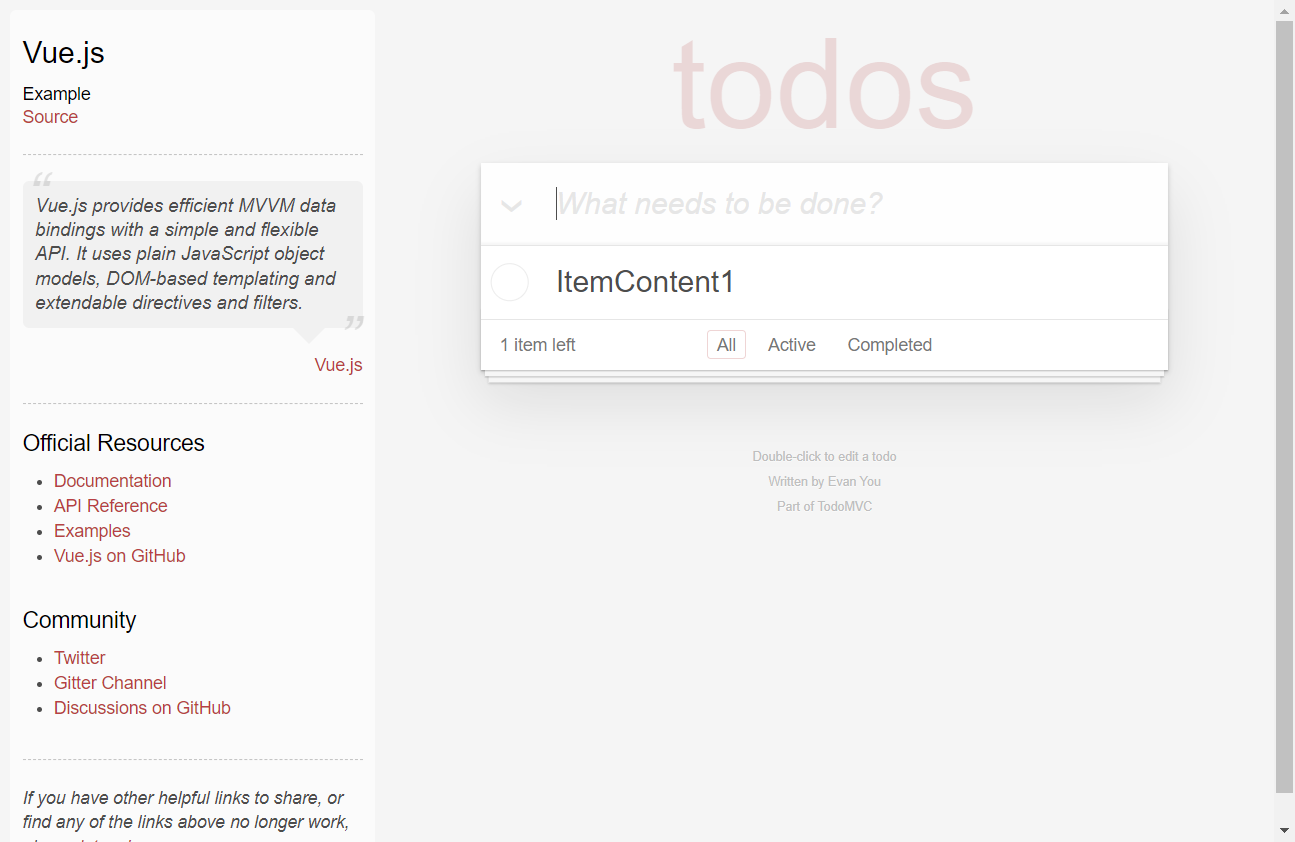 Vue.js
Example
Source
“
Vue.js provides efficient MVVM data
bindings with a simple and flexible
API. It uses plain JavaScript object
models, DOM-based templating and
extendable directives and filters.
”
Vue.js
Official Resources
Documentation
API Reference
Examples
Vue.js on GitHub
Community
Twitter
Gitter Channel
Discussions on GitHub
If you have other helpful links to share, or
find any of the links above no longer work,
todos
What needs to be done?
ItemContent1
1 item left
All
Active
Completed
Double-click to edit a todo
Written by Evan You
Part of TodoMVC